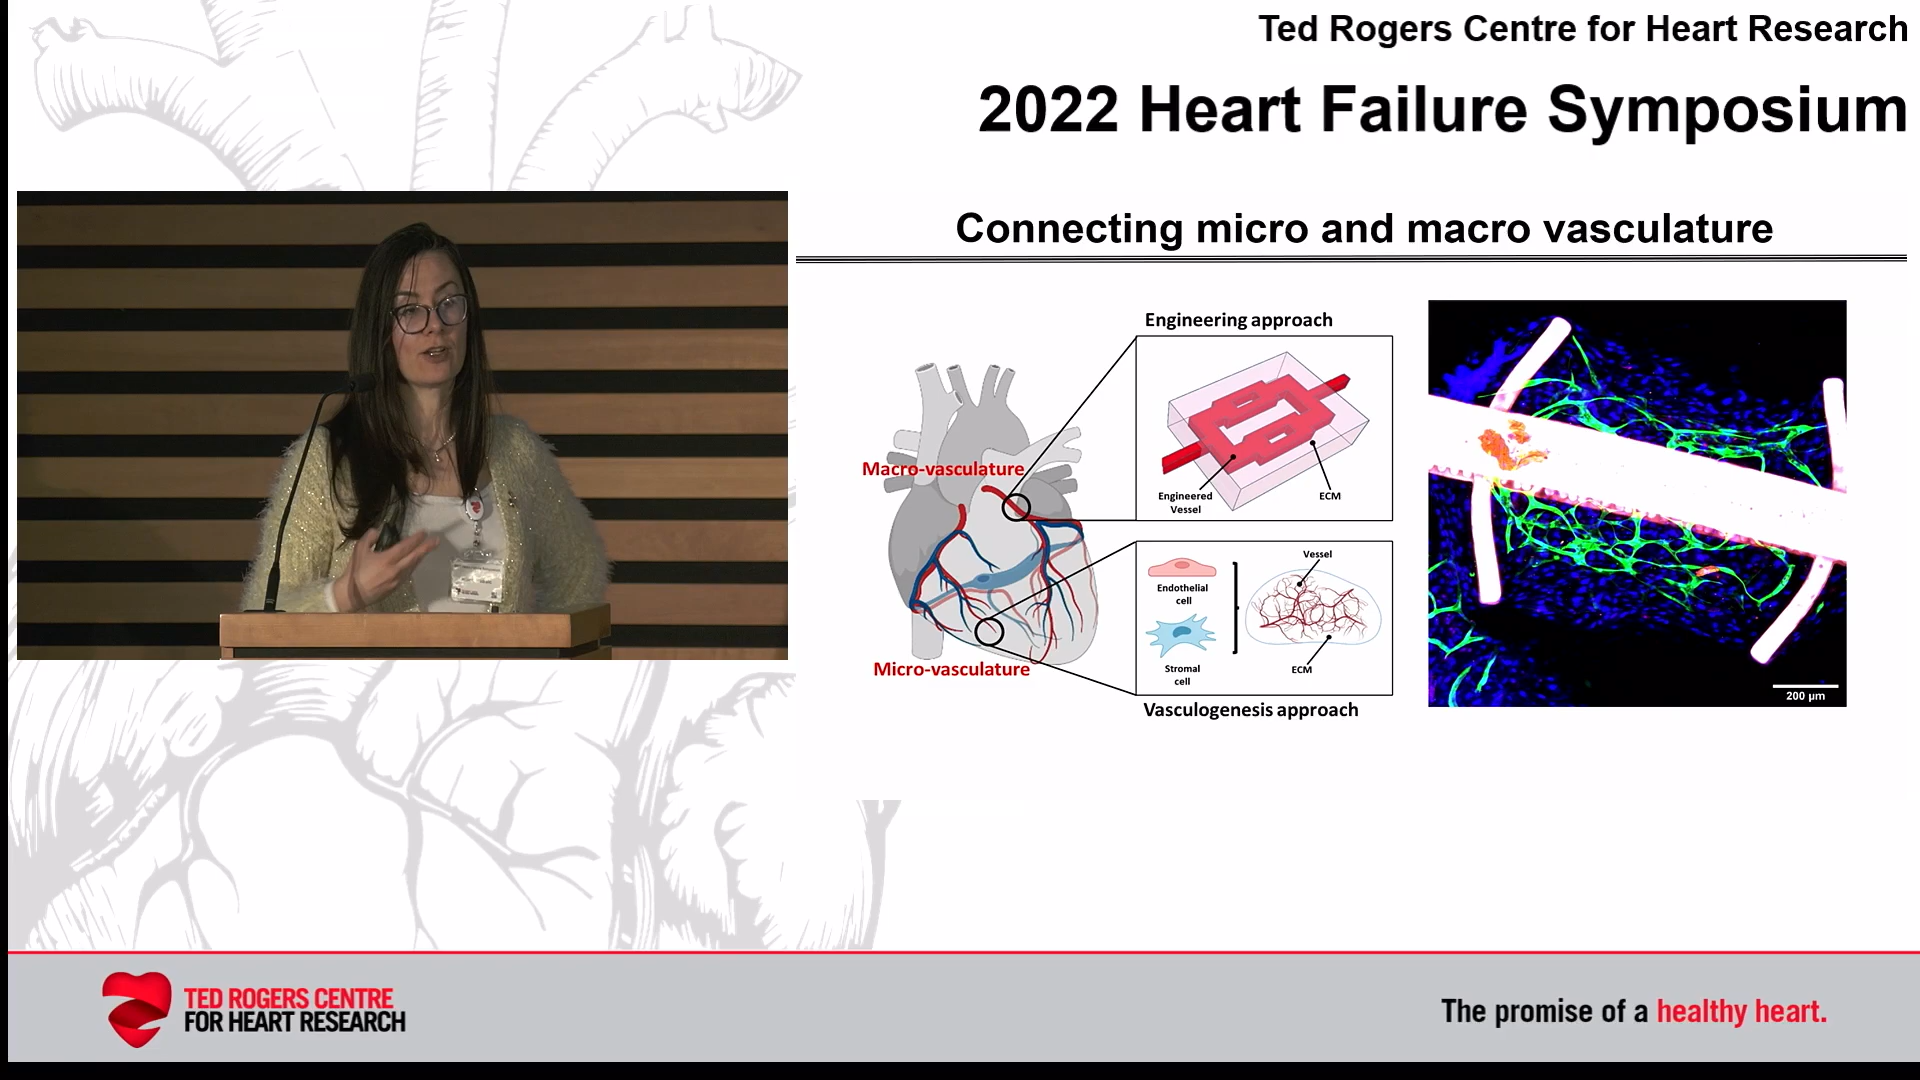 Ted Rogers Centre for Heart Research
2022 Heart Failure Symposium
Connecting micro and macro vasculature
Engineering approach
Macro-vasculature
Engineered
Vessel
ECM
Vessel
Endothelial
cell
Stromal
cell
ECM
Micro-vasculature
Vasculogenesis approach
200 µm
TED ROGERS CENTRE
FOR HEART RESEARCH
The promise of a healthy heart.